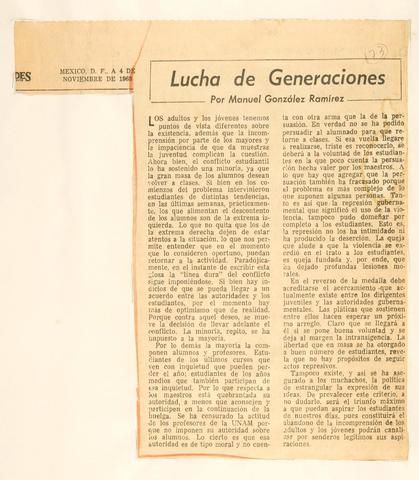 DES
MEXICO, D. F., A 4 DE
NOVIEMBRE DE 1968
(23)
Lucha de Generaciones
Por Manuel González Ramírez
LOS adultos y los jóvenes tenemos
puntos de vista diferentes sobre
la existencia, además que la incom-
prensión por parte de los mayores y
la impaciencia de que da muestras
la juventud complican la cuestión.
Ahora bien, el conflicto estudiantil
lo ha sostenido una minoría, ya que
la gran masa de los alumnos desean
volver a clases. Si bien en los co-
mienzos del problema intervinieron
estudiantes de distintas tendencias,
en las últimas semanas, prácticamen-
te, los que alimentan el descontento
de los alumnos son de la extrema iz-
quierda. Lo que no quita que los de
la extrema derecha dejen de estar
atentos a la situación, lo que nos per-
mite entender que en el momento
que lo consideren oportuno, puedan
retornar a la actividad. Paradójica-
mente, en el instante de escribir esta
glosa la "línea dura" del conflicto
sigue imponiéndose. Si bien hay in-
dicios de que se pueda llegar a un
acuerdo entre las autoridades y los
estudiantes, por el momento hay
más de optimismo que de realidad.
Porque contra aquel deseo, se mue-
ve la decisión de llevar adelante el
conflicto. La minoría, repito, se ha
impuesto a la mayoría.
Por lo demás la mayoría la com-
ponen alumnos y profesores. Estu-
diantes de los últimos cursos que
ven con inquietud que pueden per-
der el año; estudiantes de los años
medios que también participan de
esa inquietud. Por lo que respecta a
los maestros está quebrantada su
autoridad, a menos que aconsejen y
participen en la continuación de la
huelga. Se ha censurado la actitud
de los profesores de la UNAM por-
que no imponen su autoridad sobre
los alumnos. Lo cierto es que esa
autoridad es de tipo moral y no cuen-
ta con otra arma que la de la per-
suasión. En verdad no se ha podido
persuadir al alumnado para que re-
torne a clases. Si esa vuelta llegare
a realizarse, triste es reconocerlo, se
deberá a la voluntad de los estudian-
tes en la que poco cuenta la persua-
sión hecha valer por los maestros. A
lo que hay que agregar que la per-
suasión también ha fracasado porque
el problema es más complejo de lo
que suponen algunas personas. Tan-
to es así que la represión guberna-
mental que significó el uso de la vio-
lencia, tampoco pudo domeñar por
completo a los estudiantes. Esto es,
la represión no los ha intimidado ni
ha producido la deserción. La queja
que alude a que la violencia se ex-
cedió en el trato a los estudiantes,
es queja fundada y, por ende, que
ha dejado profundas lesiones mo-
rales.
En el reverso de la medalla debe
acreditarse el acercamiento que ac-
tualmente existe entre los dirigentes
juveniles y las autoridades guberna-
mentales. Las pláticas que sostienen
entre ellos hacen esperar un próxi-
mo arreglo. Claro que se llegará a
él si se pone buena voluntad y se
deja al margen la intransigencia. La
libertad que en masa se ha otorgado
a buen número de estudiantes, reve-
la que no hay propósitos de seguir
actos represivos.
Tampoco existe, y así se ha ase-
gurado a los muchachos, la política
de estrangular la expresión de sus
ideas. De prevalecer este criterio, a
no dudarlo, será el triunfo máximo
a que puedan aspirar los estudiantes
de nuestros días, pues constituirá el
abandono de la incomprensión de los
adultos y los jóvenes podrán canali-
zar por senderos legítimos sus aspi-
raciones.